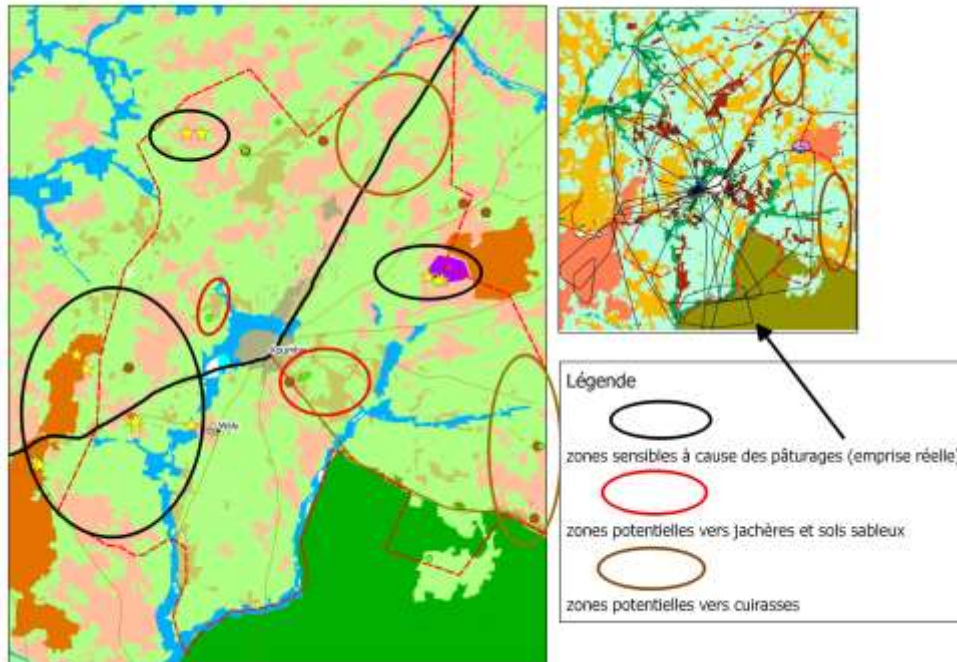 Légende
zones sensibles à cause des pâturages (emprise réelle)
zones potentielles vers jachères et sols sableux
zones potentielles vers cuirasses